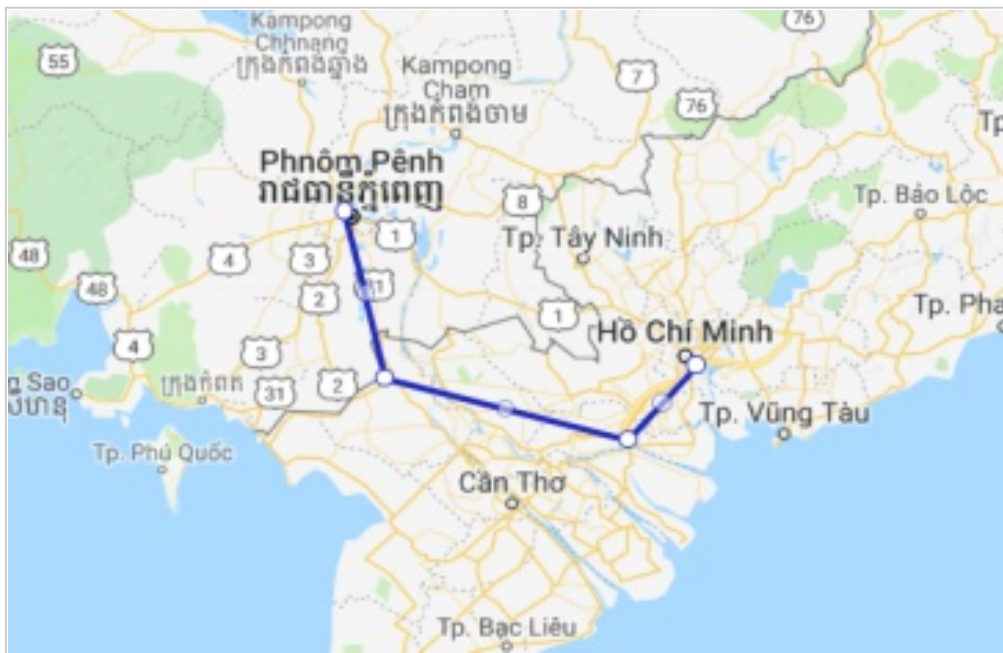 Kampong
Chhnang
ក្រុងកំពង់ឆ្នាំង
76
55
Kampong
Cham
ក្រុងកំពង់ចាម
7
76
Phnôm Pênh
រាជធានីភ្នំពេញ
8
Tp. Bảo Lộc
1
Tp. Tây Ninh
48
4
3
48
2
1
Tp. Pha
4
Hồ Chí Minh
3
2
31
ក្រុងកំពត
g Sao
Tp. Vũng Tàu
Tp. Phú Quốc
Cần Thơ
Tp. Bạc Liêu